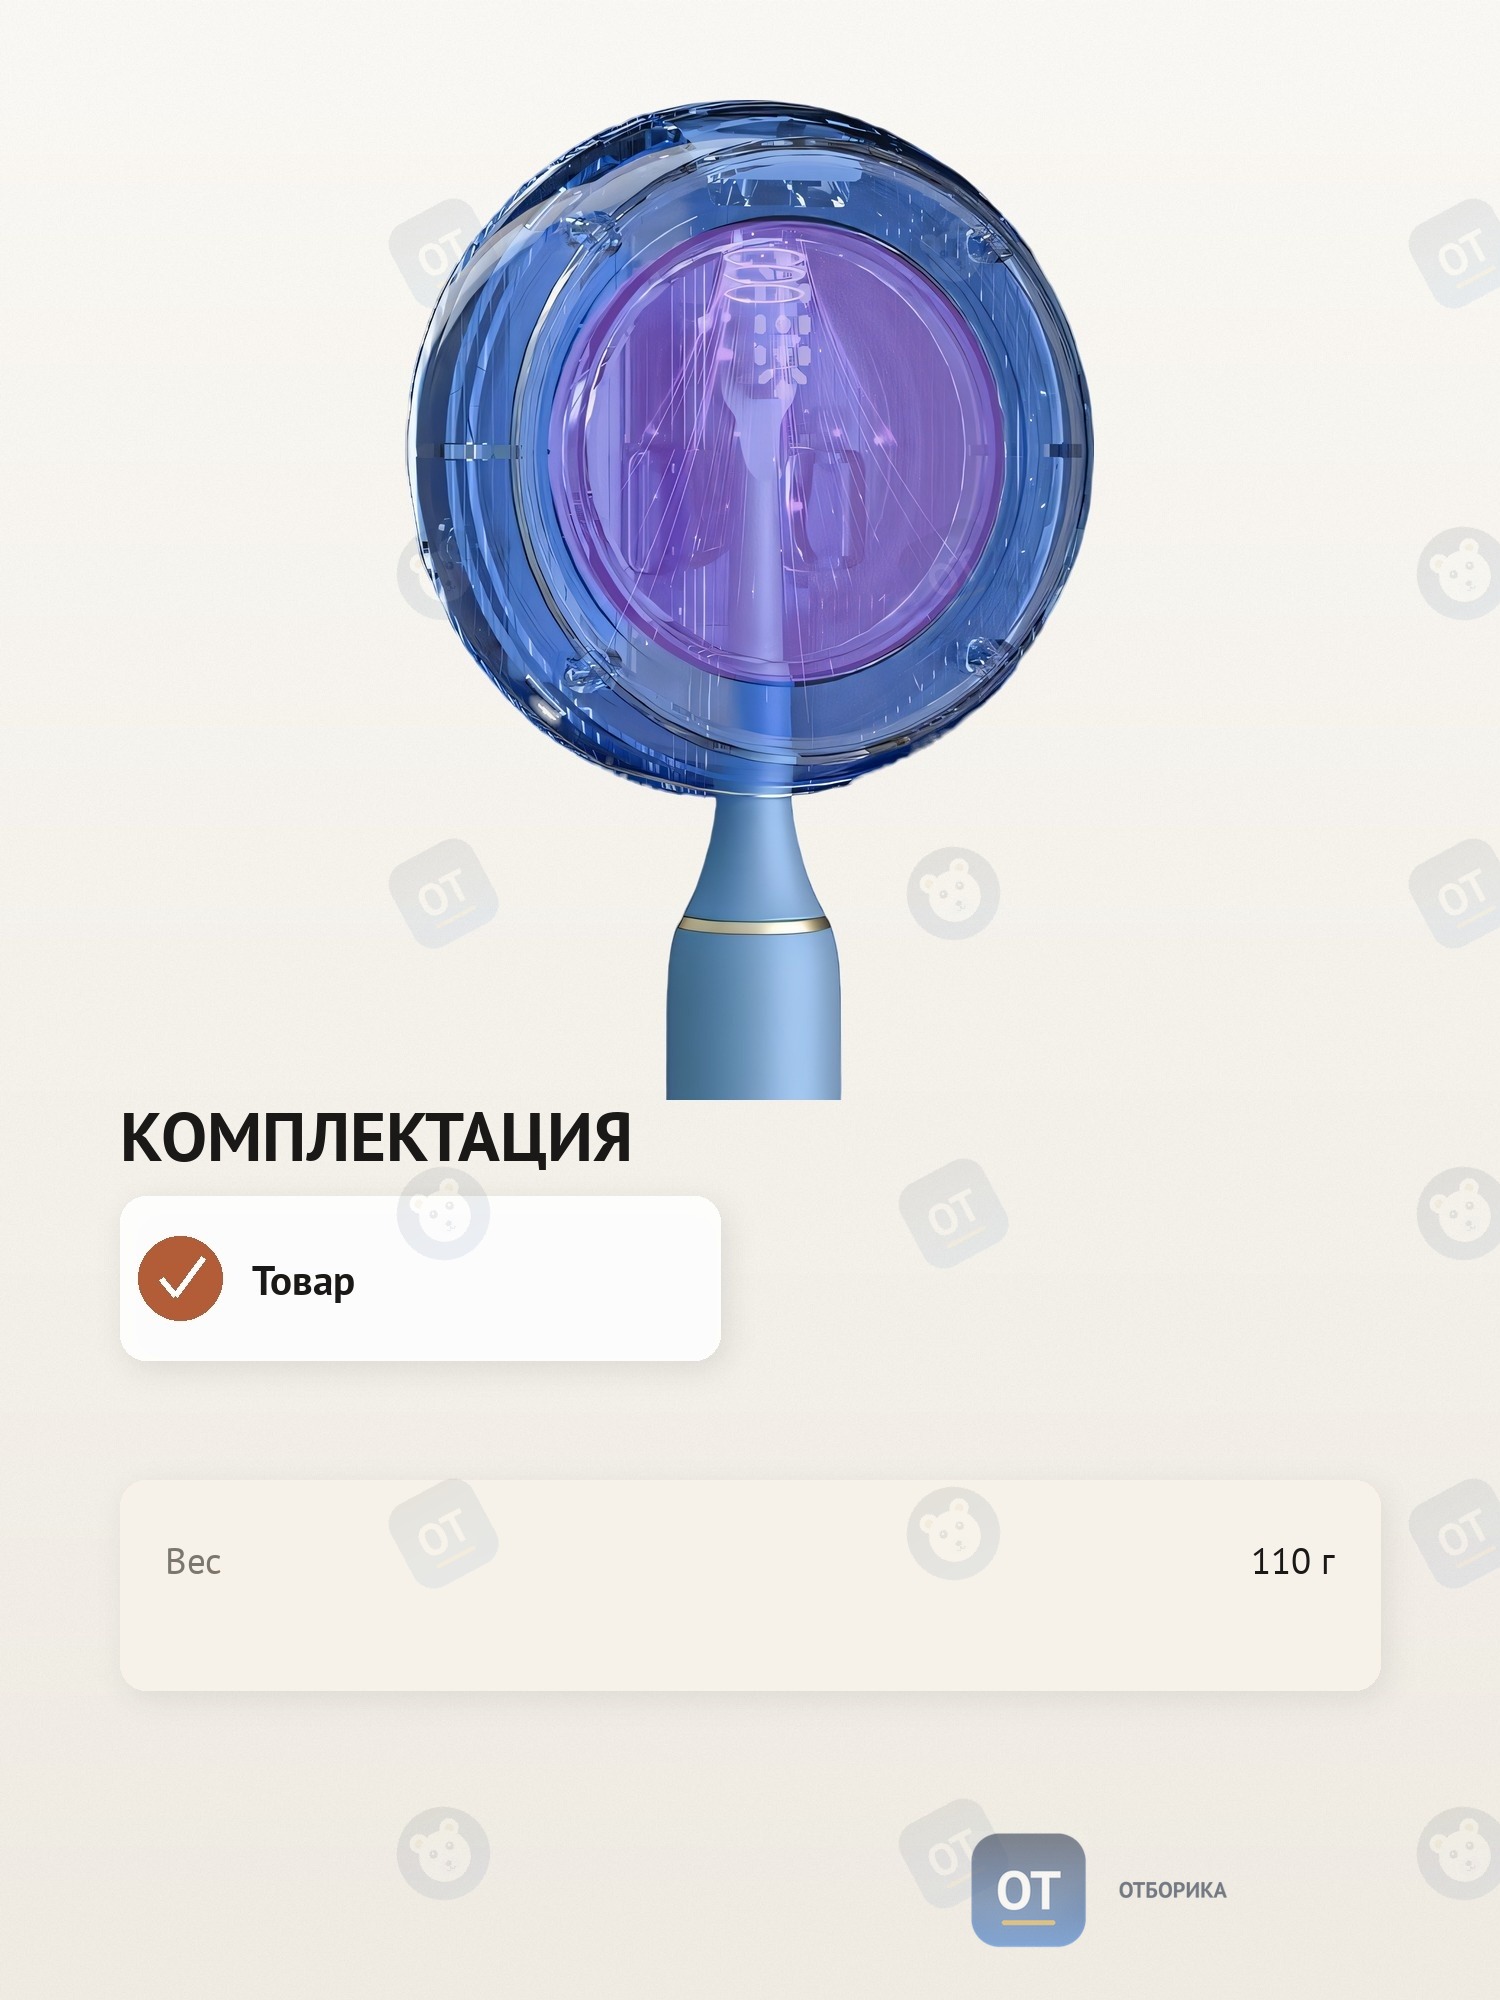 КОМПЛЕКТАЦИЯ
Товар
Вес
110 г
ОТ
ОТБОРИКА